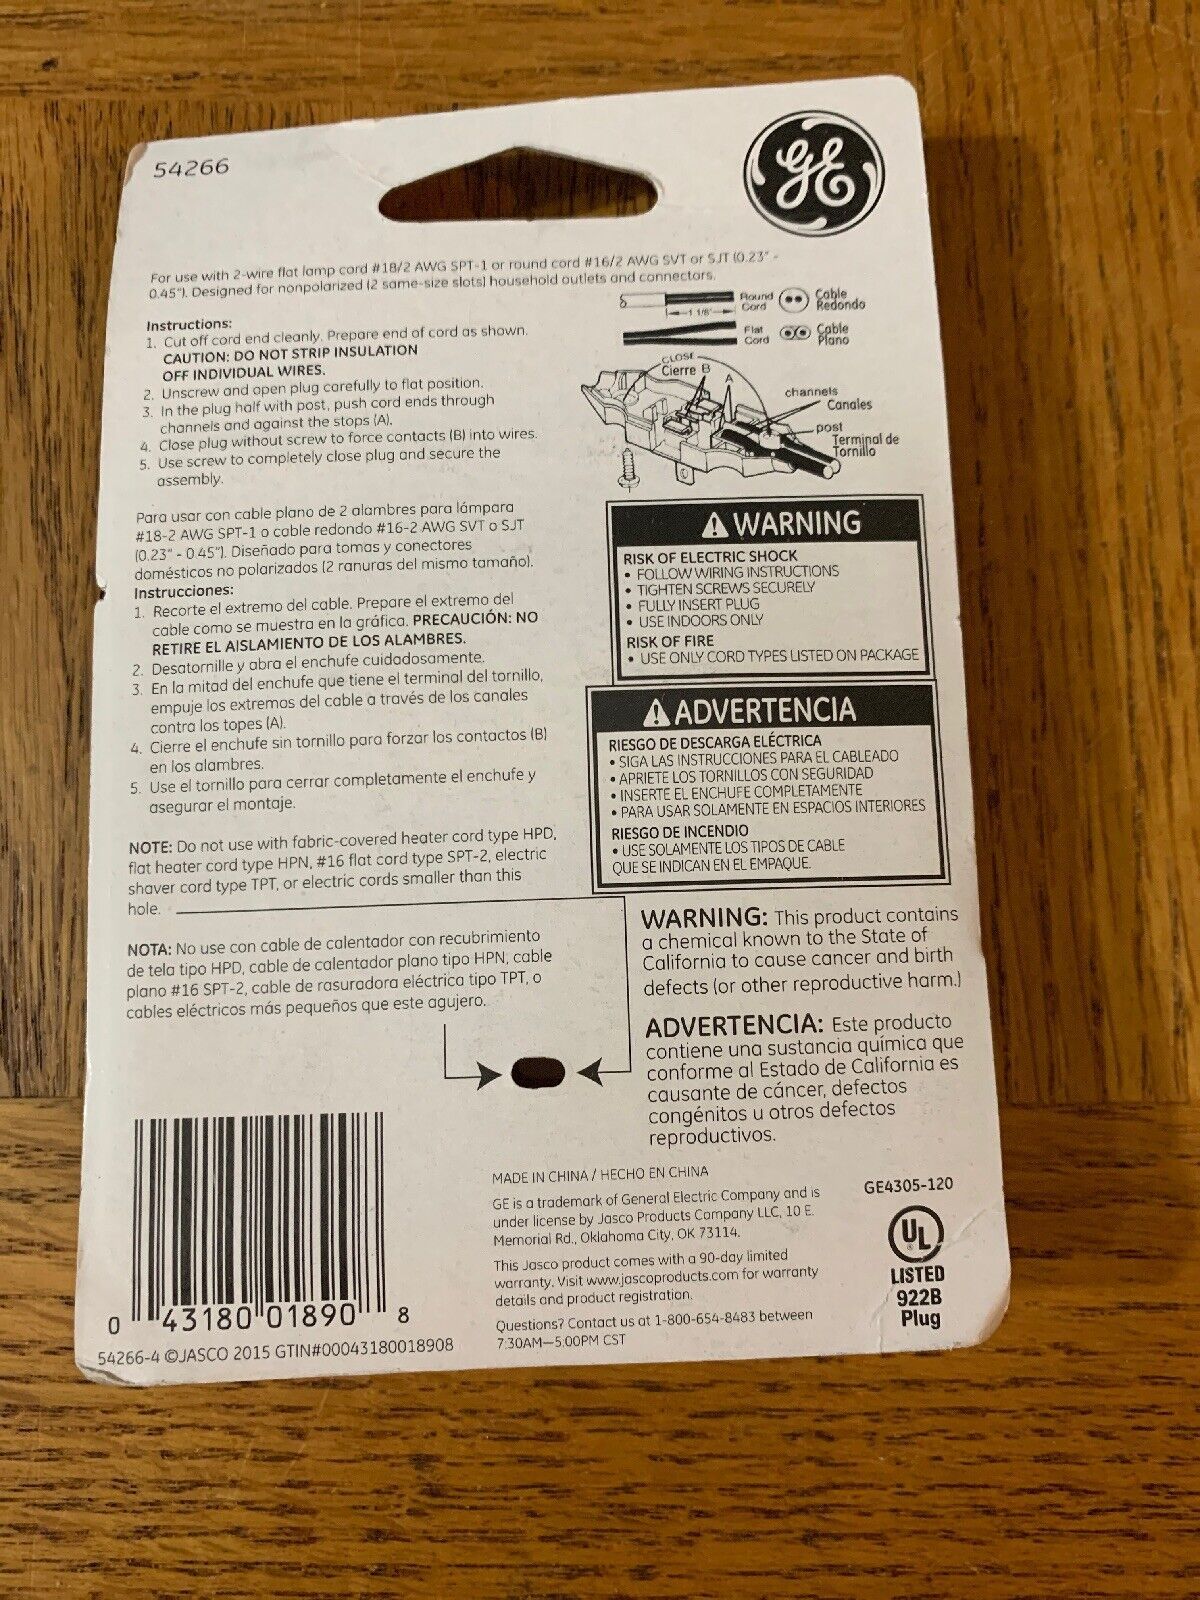 54266
GE
For use with 2-wire flat lamp cord #18/2 AWG SPT-1 or round cord #16/2 AWG SVT or SJT (0.23" -
0.45"). Designed for nonpolarized (2 same-size slots) household outlets and connectors.
Instructions:
1. Cut off cord end cleanly. Prepare end of cord as shown.
CAUTION: DO NOT STRIP INSULATION
OFF INDIVIDUAL WIRES.
2. Unscrew and open plug carefully to flat position.
3. In the plug half with post, push cord ends through
channels and against the stops (A).
4. Close plug without screw to force contacts (B) into wires.
5. Use screw to completely close plug and secure the
assembly.
Round
Cord
Cable
Redondo
1 1/8"
Flat
Cord
Cable
Plano
CLOSE
Cierre
B
A
channels
Canales
post
Terminal de
Tornillo
Para usar con cable plano de 2 alambres para lámpara
#18-2 AWG SPT-1 o cable redondo #16-2 AWG SVT o SJT
(0.23" - 0.45"). Diseñado para tomas y conectores
domésticos no polarizados (2 ranuras del mismo tamaño).
Instrucciones:
1. Recorte el extremo del cable. Prepare el extremo del
cable como se muestra en la gráfica. PRECAUCIÓN: NO
RETIRE EL AISLAMIENTO DE LOS ALAMBRES.
2. Desatornille y abra el enchufe cuidadosamente.
3. En la mitad del enchufe que tiene el terminal del tornillo,
empuje los extremos del cable a través de los canales
contra los topes (A).
4. Cierre el enchufe sin tornillo para forzar los contactos (B)
en los alambres.
5. Use el tornillo para cerrar completamente el enchufe y
asegurar el montaje.
NOTE: Do not use with fabric-covered heater cord type HPD,
flat heater cord type HPN, #16 flat cord type SPT-2, electric
shaver cord type TPT, or electric cords smaller than this
hole.
NOTA: No use con cable de calentador con recubrimiento
de tela tipo HPD, cable de calentador plano tipo HPN, cable
plano #16 SPT-2, cable de rasuradora eléctrica tipo TPT, o
cables eléctricos más pequeños que este agujero.
WARNING
RISK OF ELECTRIC SHOCK
• FOLLOW WIRING INSTRUCTIONS
• TIGHTEN SCREWS SECURELY
• FULLY INSERT PLUG
• USE INDOORS ONLY
RISK OF FIRE
• USE ONLY CORD TYPES LISTED ON PACKAGE
ADVERTENCIA
RIESGO DE DESCARGA ELÉCTRICA
• SIGA LAS INSTRUCCIONES PARA EL CABLEADO
• APRIETE LOS TORNILLOS CON SEGURIDAD
• INSERTE EL ENCHUFE COMPLETAMENTE
• PARA USAR SOLAMENTE EN ESPACIOS INTERIORES
RIESGO DE INCENDIO
• USE SOLAMENTE LOS TIPOS DE CABLE
QUE SE INDICAN EN EL EMPAQUE.
WARNING: This product contains
a chemical known to the State of
California to cause cancer and birth
defects (or other reproductive harm.)
ADVERTENCIA: Este producto
contiene una sustancia química que
conforme al Estado de California es
causante de cáncer, defectos
congénitos u otros defectos
reproductivos.
MADE IN CHINA / HECHO EN CHINA
GE is a trademark of General Electric Company and is
under license by Jasco Products Company LLC, 10 E.
Memorial Rd., Oklahoma City, OK 73114.
This Jasco product comes with a 90-day limited
warranty. Visit www.jascoproducts.com for warranty
details and product registration.
Questions? Contact us at 1-800-654-8483 between
7:30AM—5:00PM CST
GE4305-120
UL
LISTED
922B
Plug
0 43180 01890 8
54266-4 ©JASCO 2015 GTIN#00043180018908